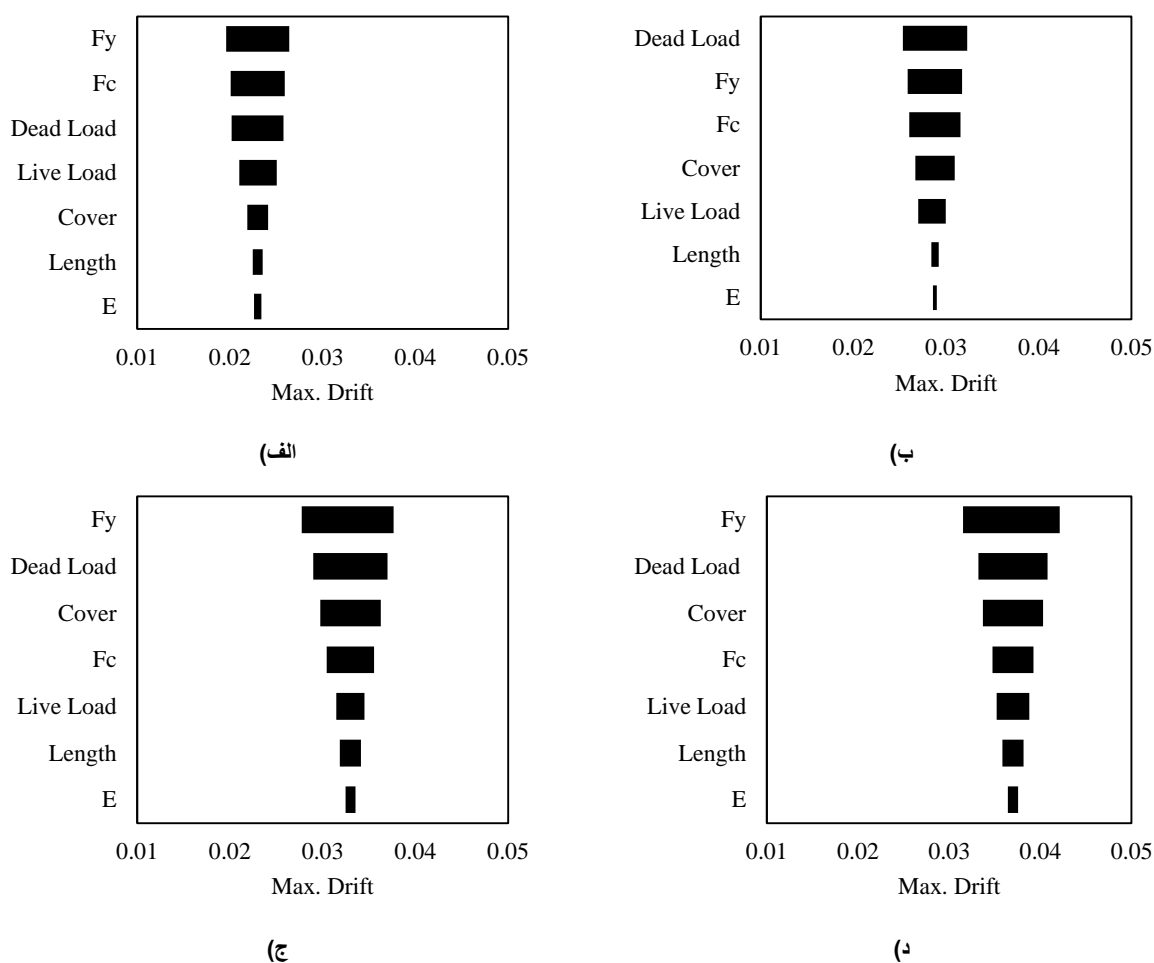 Fy
Fc
Dead Load
Live Load
Cover
Length
E
0.01 0.02 0.03 0.04 0.05
Max. Drift
الف)
Dead Load
Fy
Fc
Cover
Live Load
Length
E
0.01 0.02 0.03 0.04 0.05
Max. Drift
ب)
Fy
Dead Load
Cover
Fc
Live Load
Length
E
0.01 0.02 0.03 0.04 0.05
Max. Drift
ج)
Fy
Dead Load
Cover
Fc
Live Load
Length
E
0.01 0.02 0.03 0.04 0.05
Max. Drift
د)